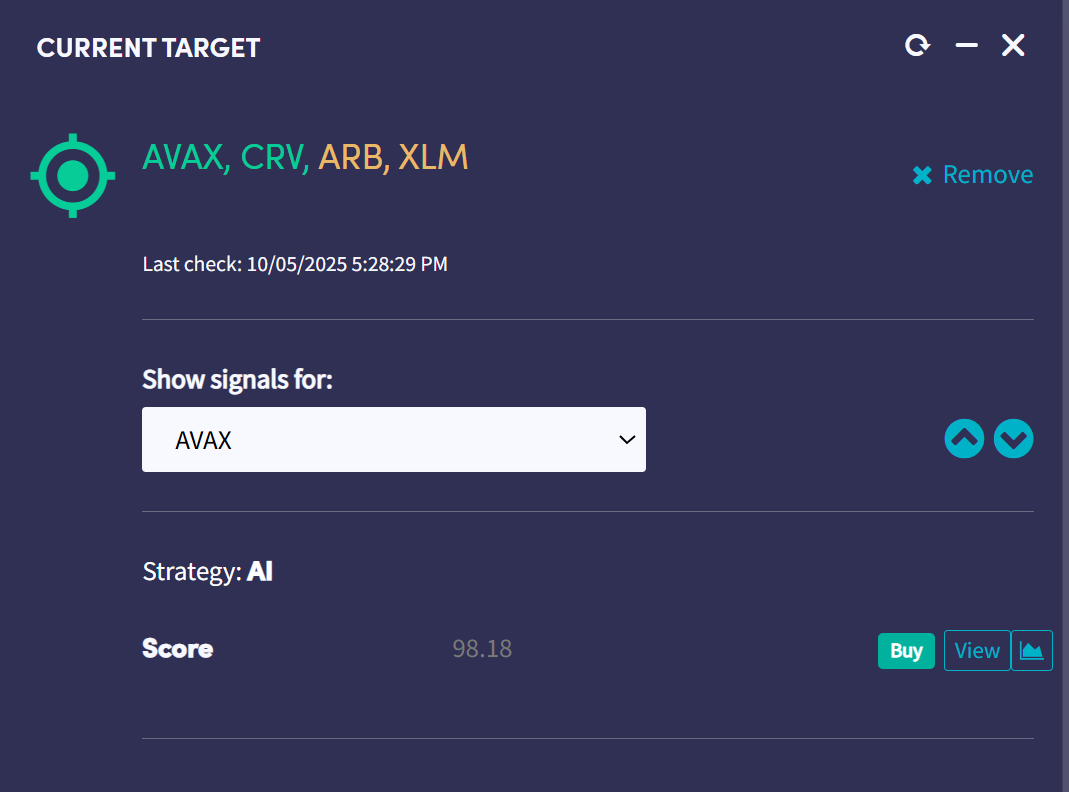 CURRENT TARGET
AVAX, CRV, ARB, XLM
Remove
Last check: 10/05/2025 5:28:29 PM
Show signals for:
AVAX
Strategy: AI
Score 98.18 Buy View